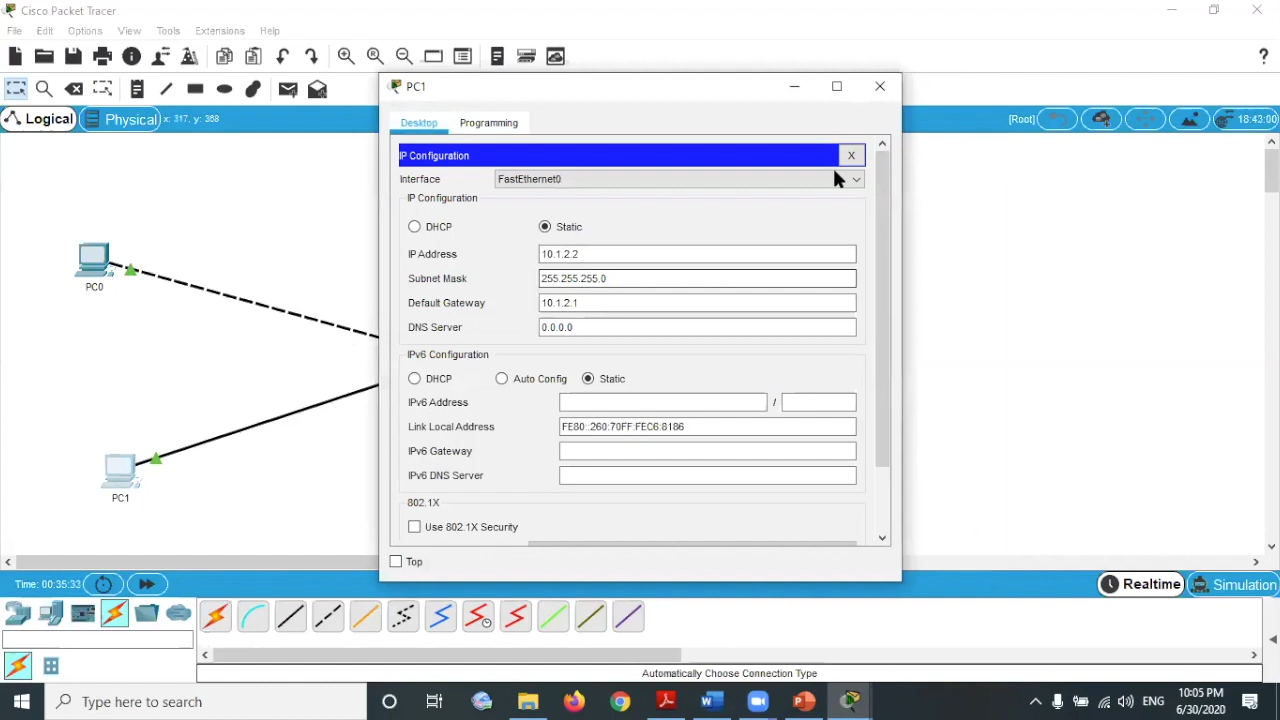 Cisco Packet Tracer
File Edit Options View Tools Extensions Help
PC1
Logical Physical x: 317, y: 368 [Root] 18:43:00
Desktop Programming
IP Configuration X
Interface FastEthernet0
IP Configuration
DHCP Static
IP Address 10.1.2.2
Subnet Mask 255.255.255.0
Default Gateway 10.1.2.1
DNS Server 0.0.0.0
IPv6 Configuration
DHCP Auto Config Static
IPv6 Address /
Link Local Address FE80::260:70FF:FEC6:8186
IPv6 Gateway
IPv6 DNS Server
802.1X
Use 802.1X Security
Top
PC0
PC1
Time: 00:35:33 Realtime Simulation
Automatically Choose Connection Type
Type here to search
ENG 10:05 PM
6/30/2020